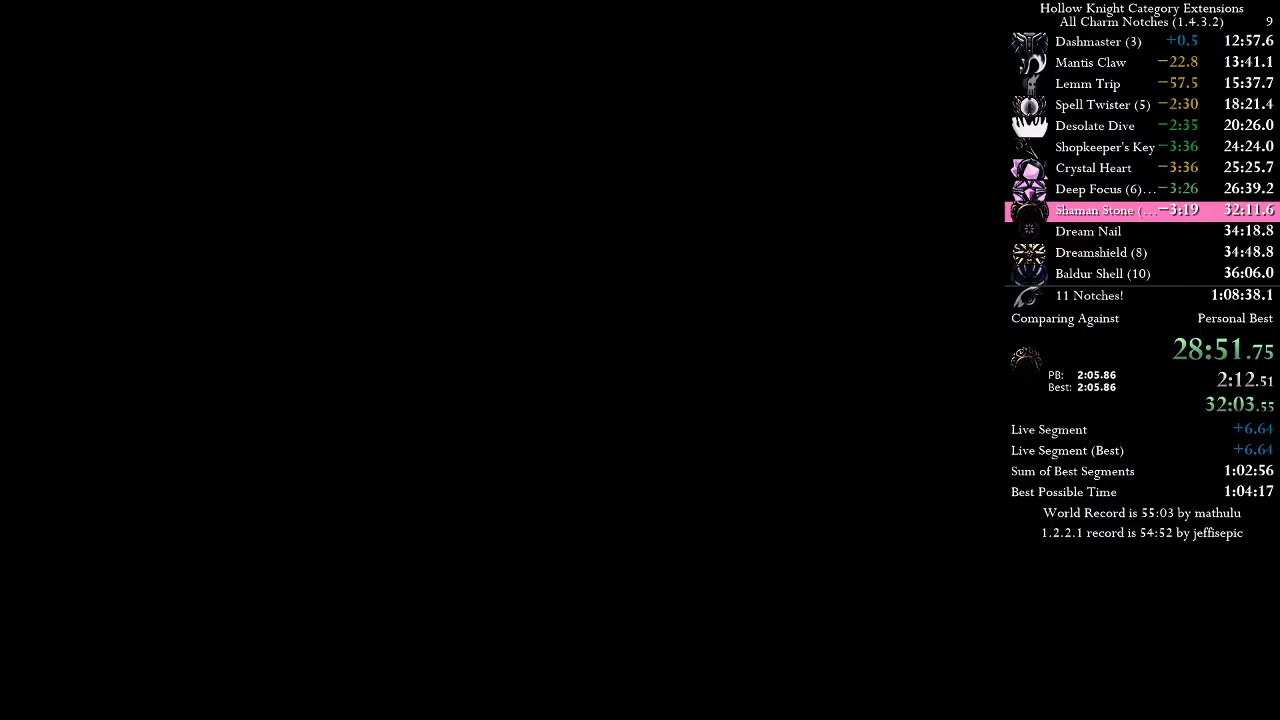 Hollow Knight Category Extensions
All Charm Notches (1.4.3.2) 9
Dashmaster (3) +0.5 12:57.6
Mantis Claw −22.8 13:41.1
Lemm Trip −57.5 15:37.7
Spell Twister (5) −2:30 18:21.4
Desolate Dive −2:35 20:26.0
Shopkeeper's Key −3:36 24:24.0
Crystal Heart −3:36 25:25.7
Deep Focus (6)... −3:26 26:39.2
Shaman Stone (... −3:19 32:11.6
Dream Nail 34:18.8
Dreamshield (8) 34:48.8
Baldur Shell (10) 36:06.0
11 Notches! 1:08:38.1
Comparing Against Personal Best
28:51.75
PB: 2:05.86 2:12.51
Best: 2:05.86
32:03.55
Live Segment +6.64
Live Segment (Best) +6.64
Sum of Best Segments 1:02:56
Best Possible Time 1:04:17
World Record is 55:03 by mathulu
1.2.2.1 record is 54:52 by jeffisepic